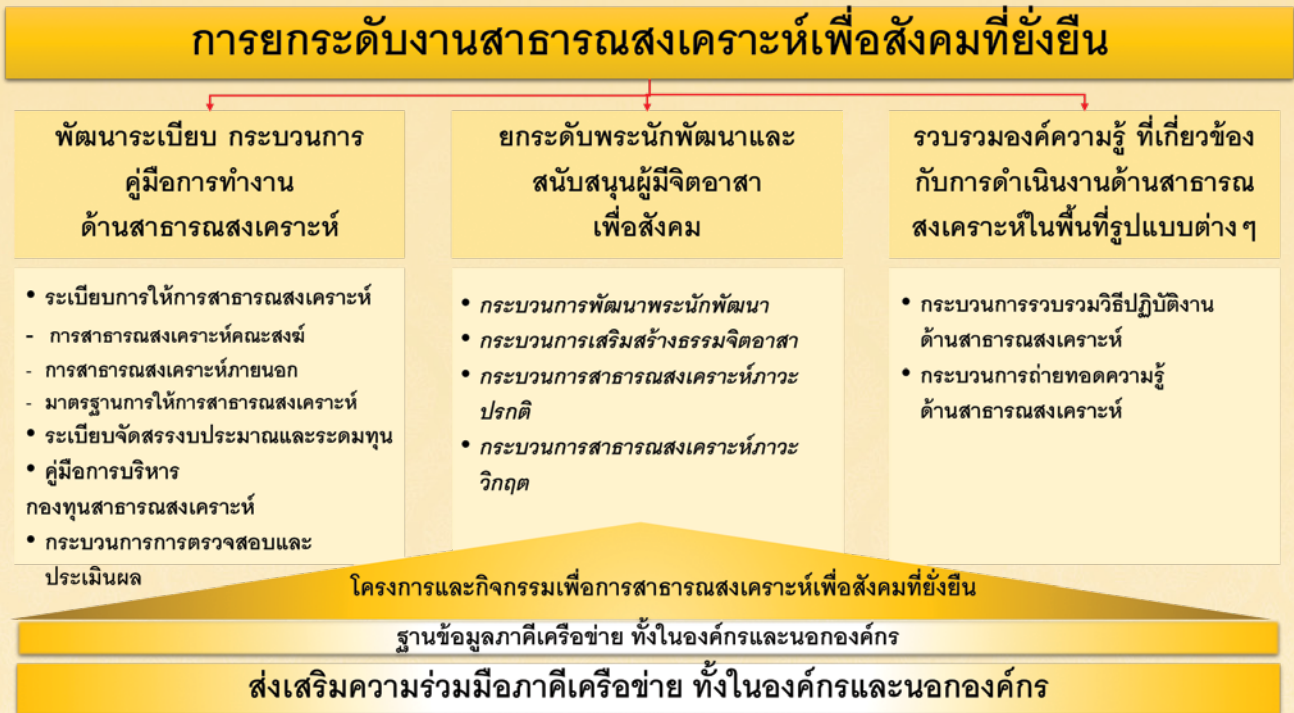 การยกระดับงานสาธารณสงเคราะห์เพื่อสังคมที่ยั่งยืน
พัฒนาระเบียบ กระบวนการ
คู่มือการทำงาน
ด้านสาธารณสงเคราะห์
• ระเบียบการให้การสาธารณสงเคราะห์
- การสาธารณสงเคราะห์คณะสงฆ์
- การสาธารณสงเคราะห์ภายนอก
- มาตรฐานการให้การสาธารณสงเคราะห์
• ระเบียบจัดสรรงบประมาณและระดมทุน
• คู่มือการบริหาร
กองทุนสาธารณสงเคราะห์
• กระบวนการการตรวจสอบและ
ประเมินผล
ยกระดับพระนักพัฒนาและ
สนับสนุนผู้มีจิตอาสา
เพื่อสังคม
• กระบวนการพัฒนาพระนักพัฒนา
• กระบวนการเสริมสร้างธรรมจิตอาสา
• กระบวนการสาธารณสงเคราะห์ภาวะ
ปรกติ
• กระบวนการสาธารณสงเคราะห์ภาวะ
วิกฤต
รวบรวมองค์ความรู้ ที่เกี่ยวข้อง
กับการดำเนินงานด้านสาธารณ
สงเคราะห์ในพื้นที่รูปแบบต่าง ๆ
• กระบวนการรวบรวมวิธีปฏิบัติงาน
ด้านสาธารณสงเคราะห์
• กระบวนการถ่ายทอดความรู้
ด้านสาธารณสงเคราะห์
โครงการและกิจกรรมเพื่อการสาธารณสงเคราะห์เพื่อสังคมที่ยั่งยืน
ฐานข้อมูลภาคีเครือข่าย ทั้งในองค์กรและนอกองค์กร
ส่งเสริมความร่วมมือภาคีเครือข่าย ทั้งในองค์กรและนอกองค์กร